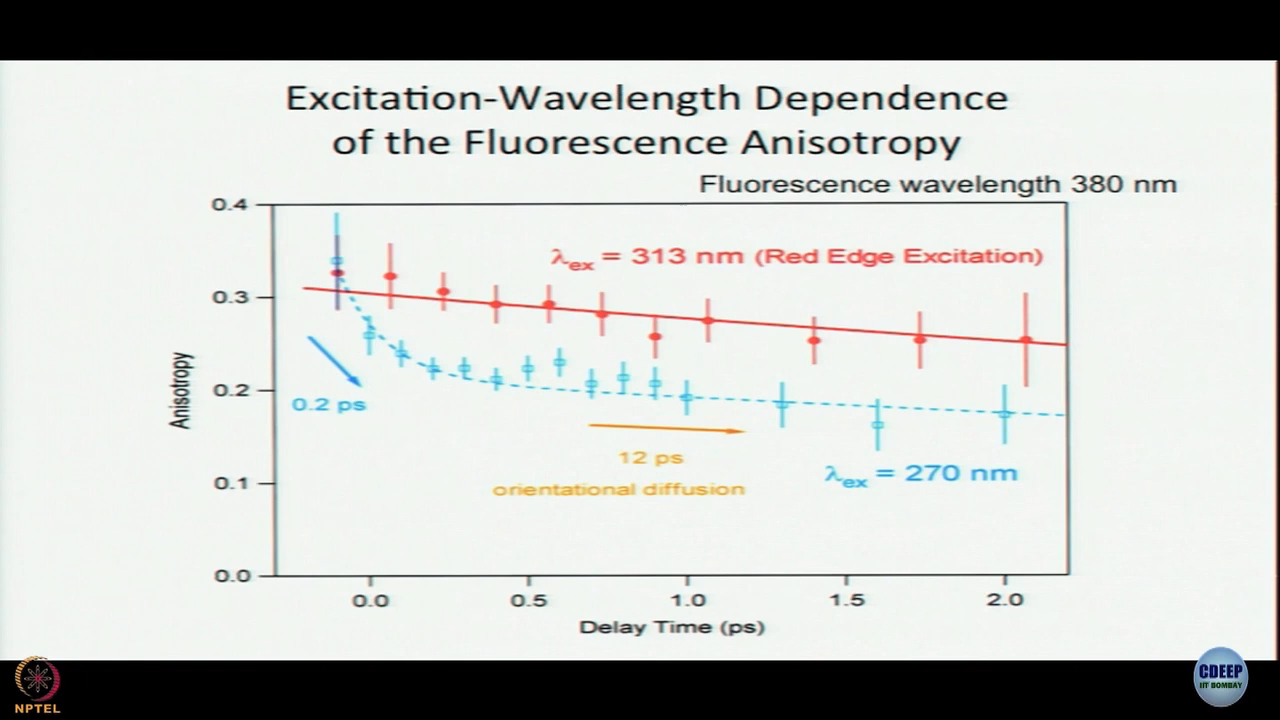 Excitation-Wavelength Dependence
of the Fluorescence Anisotropy
Fluorescence wavelength 380 nm
0.4
λex = 313 nm (Red Edge Excitation)
0.3
Anisotropy
0.2
0.2 ps
12 ps
λex = 270 nm
orientational diffusion
0.1
0.0
0.0 0.5 1.0 1.5 2.0
Delay Time (ps)
NPTEL
CDEEP
IIT BOMBAY